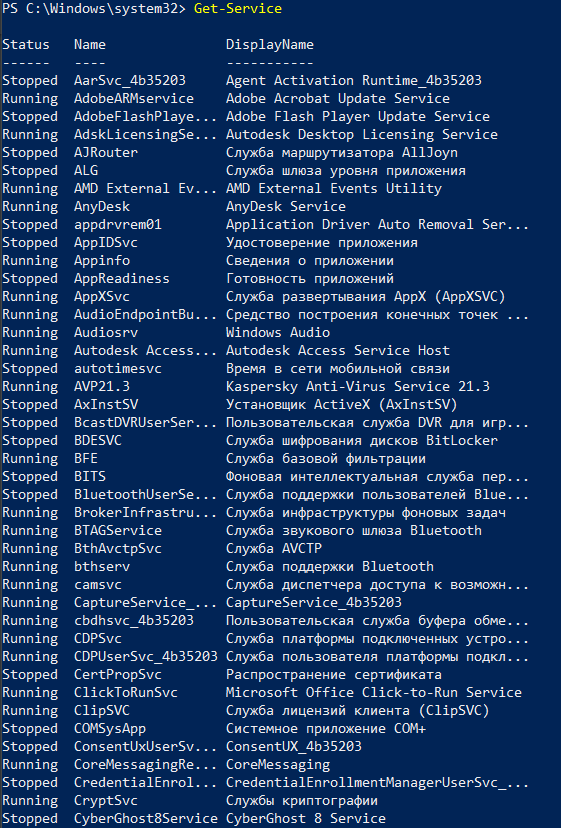 PS C:\Windows\system32> Get-Service
Status Name DisplayName
------ ---- -----------
Stopped AarSvc_4b35203 Agent Activation Runtime_4b35203
Running AdobeARMservice Adobe Acrobat Update Service
Stopped AdobeFlashPlaye... Adobe Flash Player Update Service
Running AdskLicensingSe... Autodesk Desktop Licensing Service
Stopped AJRouter Служба маршрутизатора AllJoyn
Stopped ALG Служба шлюза уровня приложения
Running AMD External Ev... AMD External Events Utility
Running AnyDesk AnyDesk Service
Stopped appdrvrem01 Application Driver Auto Removal Ser...
Stopped AppIDSvc Удостоверение приложения
Running Appinfo Сведения о приложении
Stopped AppReadiness Готовность приложений
Running AppXSvc Служба развертывания AppX (AppXSVC)
Running AudioEndpointBu... Средство построения конечных точек ...
Running Audiosrv Windows Audio
Running Autodesk Access... Autodesk Access Service Host
Stopped autotimesvc Время в сети мобильной связи
Running AVP21.3 Kaspersky Anti-Virus Service 21.3
Stopped AxInstSV Установщик ActiveX (AxInstSV)
Stopped BcastDVRUserSer... Пользовательская служба DVR для игр...
Stopped BDESVC Служба шифрования дисков BitLocker
Running BFE Служба базовой фильтрации
Stopped BITS Фоновая интеллектуальная служба пер...
Stopped BluetoothUserSe... Служба поддержки пользователей Blue...
Running BrokerInfrastru... Служба инфраструктуры фоновых задач
Running BTAGService Служба звукового шлюза Bluetooth
Running BthAvctpSvc Служба AVCTP
Running bthserv Служба поддержки Bluetooth
Running camsvc Служба диспетчера доступа к возможн...
Running CaptureService_... CaptureService_4b35203
Running cbdhsvc_4b35203 Пользовательская служба буфера обме...
Running CDPSvc Служба платформы подключенных устро...
Running CDPUserSvc_4b35203 Служба пользователя платформы подкл...
Stopped CertPropSvc Распространение сертификата
Running ClickToRunSvc Microsoft Office Click-to-Run Service
Running ClipSVC Служба лицензий клиента (ClipSVC)
Stopped COMSysApp Системное приложение COM+
Stopped ConsentUxUserSv... ConsentUX_4b35203
Running CoreMessagingRe... CoreMessaging
Stopped CredentialEnrol... CredentialEnrollmentManagerUserSvc_...
Running CryptSvc Службы криптографии
Stopped CyberGhost8Service CyberGhost 8 Service